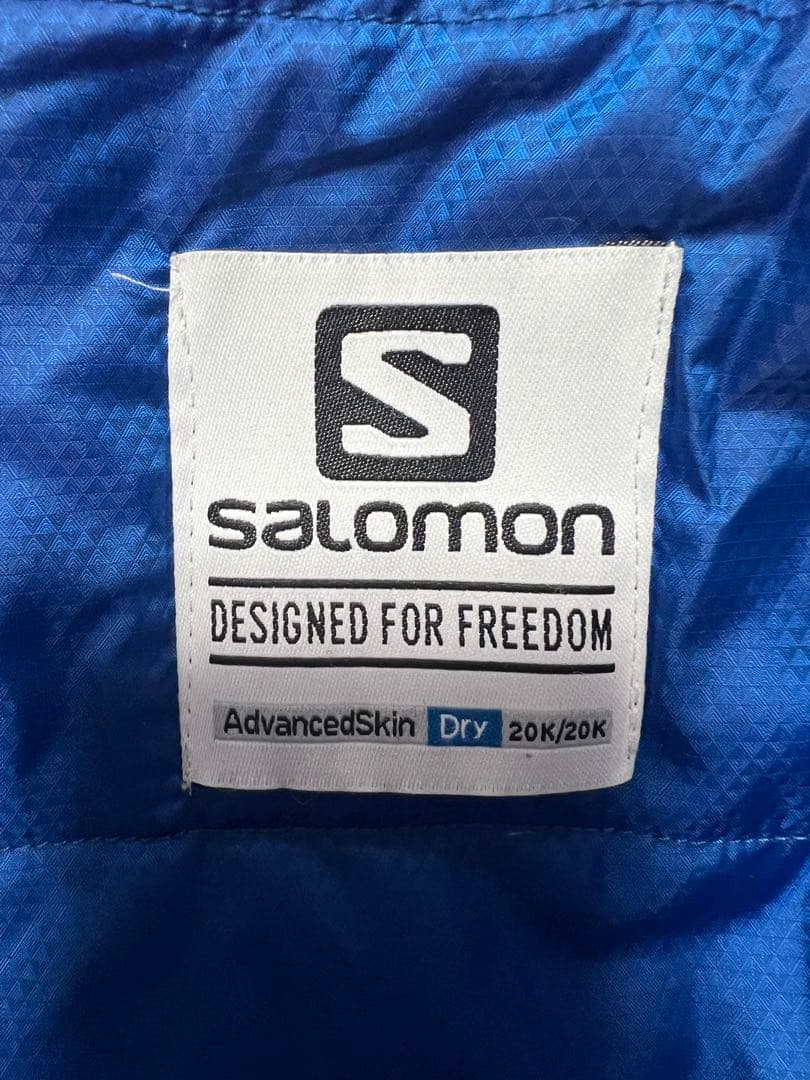 S
salomon
DESIGNED FOR FREEDOM
AdvancedSkin Dry 20K/20K